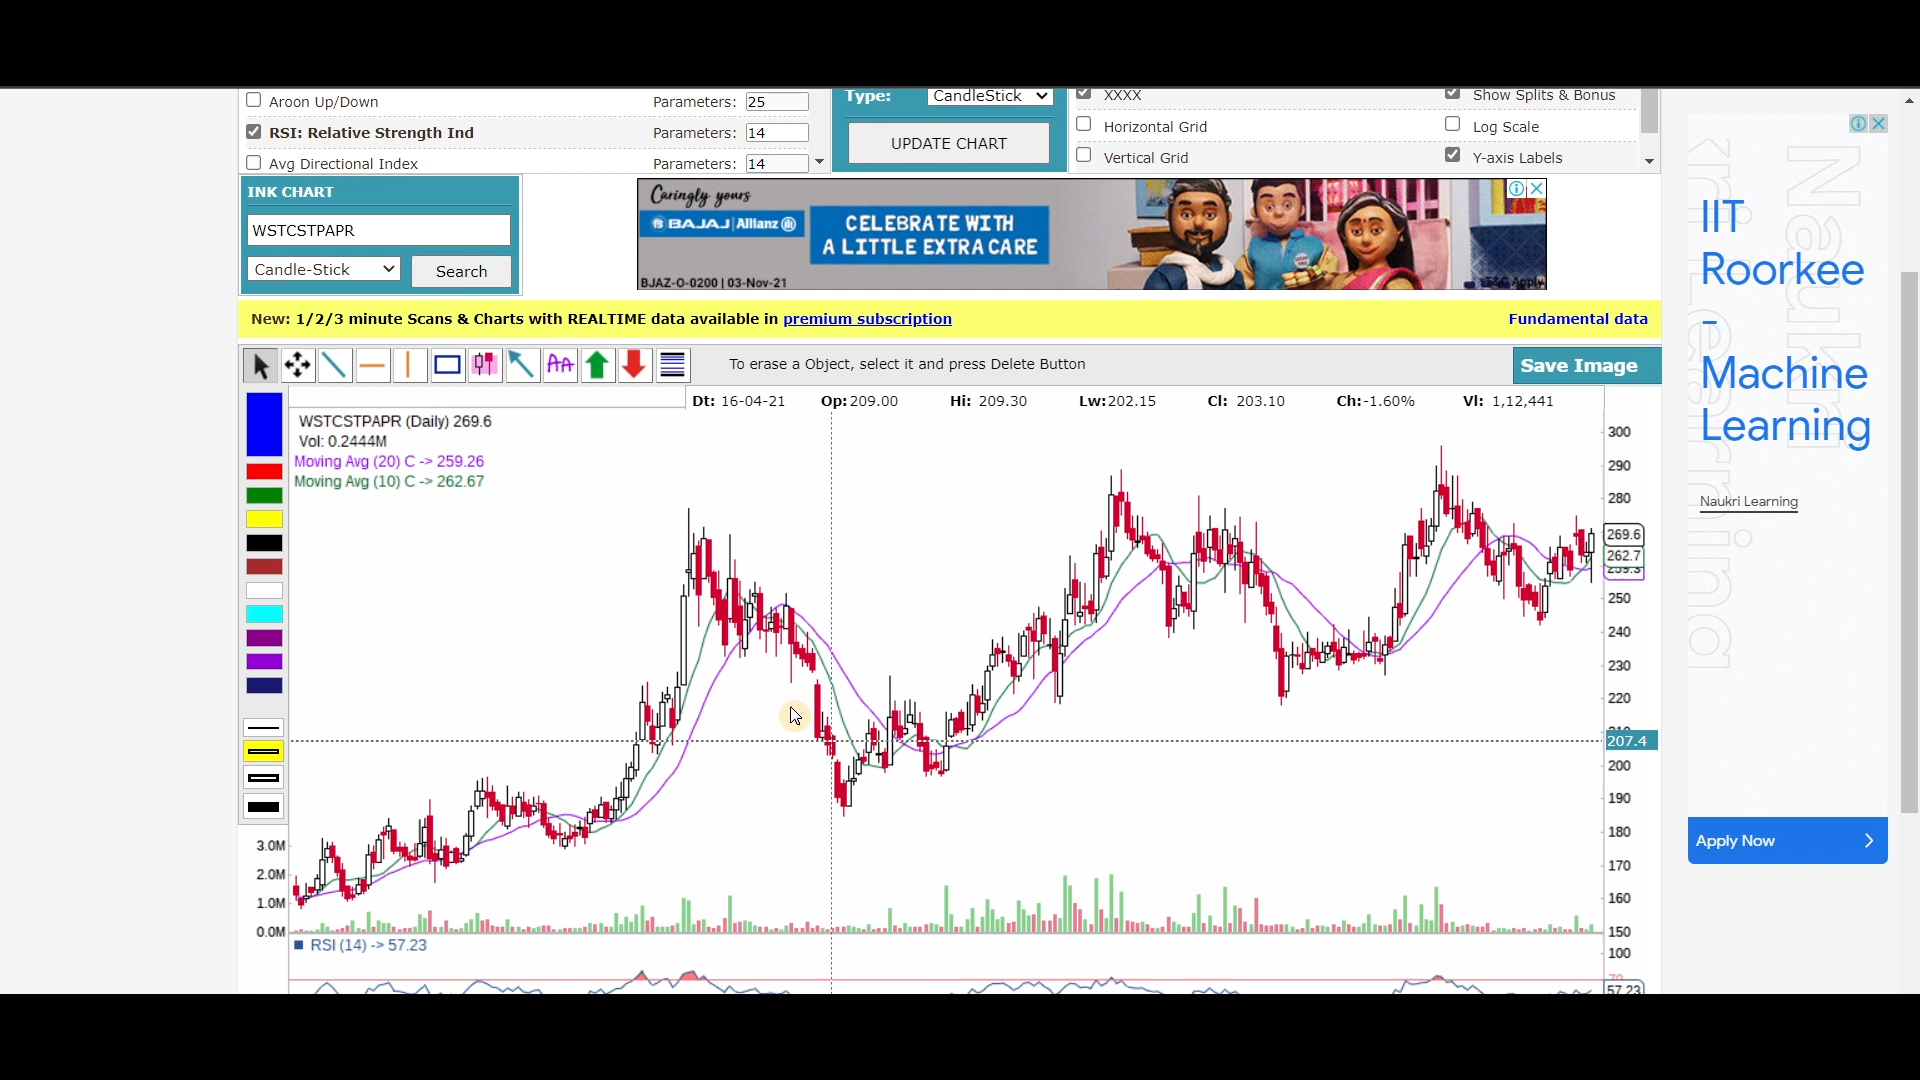 Aroon Up/Down Parameters: 25
RSI: Relative Strength Ind Parameters: 14
Avg Directional Index Parameters: 14
Type: CandleStick
UPDATE CHART
XXXX Show Splits & Bonus
Horizontal Grid Log Scale
Vertical Grid Y-axis Labels
INK CHART
WSTCSTPAPR
Candle-Stick Search
Caringly yours
BAJAJ | Allianz
CELEBRATE WITH
A LITTLE EXTRA CARE
BJAZ-O-0200 | 03-Nov-21
T&C Apply
New: 1/2/3 minute Scans & Charts with REALTIME data available in premium subscription Fundamental data
AA
To erase a Object, select it and press Delete Button
Save Image
Dt: 16-04-21 Op:209.00 Hi: 209.30 Lw:202.15 Cl: 203.10 Ch:-1.60% Vl: 1,12,441
WSTCSTPAPR (Daily) 269.6
Vol: 0.2444M
Moving Avg (20) C -> 259.26
Moving Avg (10) C -> 262.67
300
290
280
269.6
262.7
259.3
250
240
230
220
210
207.4
200
190
180
170
160
150
3.0M
2.0M
1.0M
0.0M
RSI (14) -> 57.23
100
70
57.23
IIT
Roorkee
-
Machine
Learning
Naukri Learning
Apply Now
Naukri